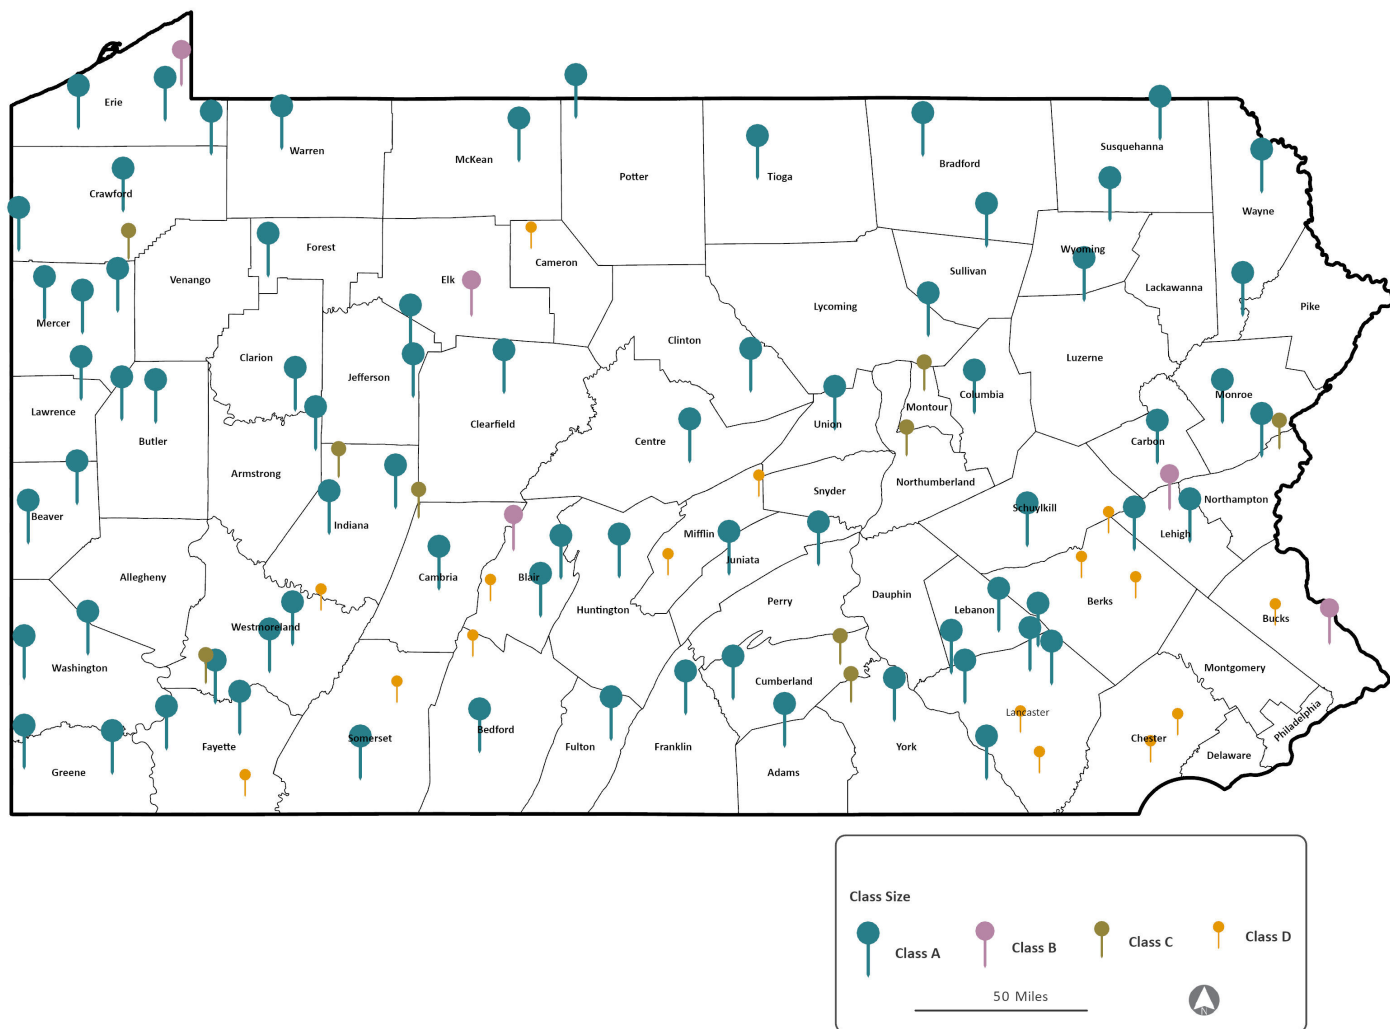 Erie
Warren
McKean
Potter
Tioga
Bradford
Susquehanna
Wayne
Crawford
Forest
Cameron
Elk
Venango
Sullivan
Wyoming
Lackawanna
Pike
Mercer
Lycoming
Clarion
Jefferson
Clinton
Luzerne
Lawrence
Butler
Clearfield
Centre
Union
Montour
Columbia
Monroe
Carbon
Armstrong
Northumberland
Snyder
Northampton
Beaver
Indiana
Schuylkill
Lehigh
Mifflin
Juniata
Allegheny
Cambria
Blair
Huntington
Perry
Dauphin
Lebanon
Berks
Bucks
Westmoreland
Washington
Cumberland
Montgomery
Philadelphia
Lancaster
Bedford
Somerset
Fayette
Fulton
Franklin
York
Chester
Delaware
Greene
Adams
Class Size
Class A
Class B
Class C
Class D
50 Miles
N